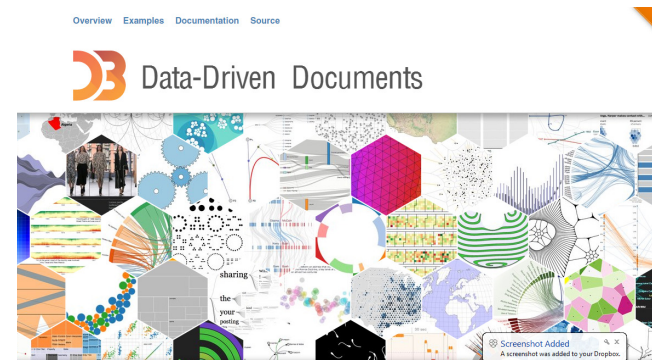 Overview Examples Documentation Source
D3 Data-Driven Documents
sharing
the
your
posting
Screenshot Added
A screenshot was added to your Dropbox.